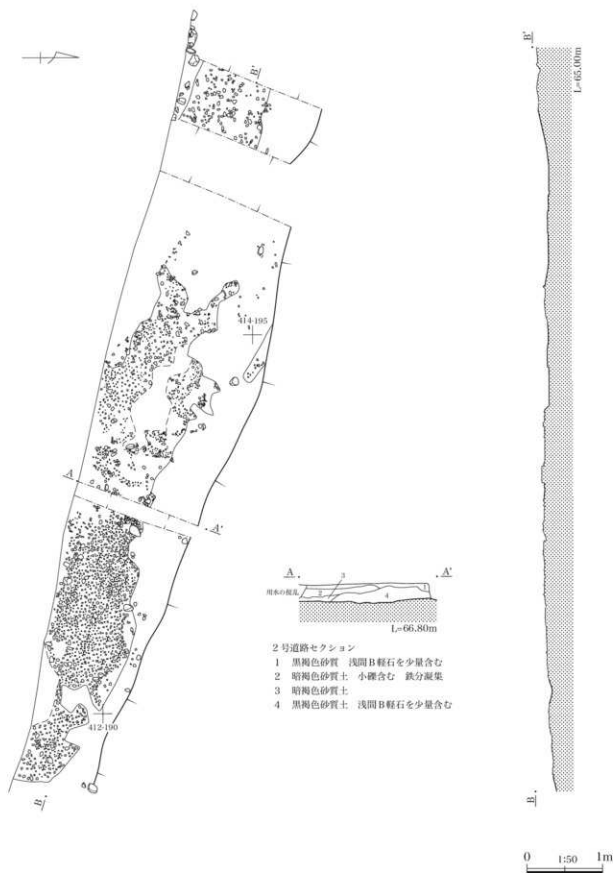 B'
B'
L=65.00m
414-195
A
A'
A
A'
3
1
2
4
用水の撹乱
L=66.80m
2号道路セクション
1 黒褐色砂質 浅間B軽石を少量含む
2 暗褐色砂質土 小礫含む 鉄分凝集
3 暗褐色砂質土
4 黒褐色砂質土 浅間B軽石を少量含む
412-190
B
B
0 1:50 1m